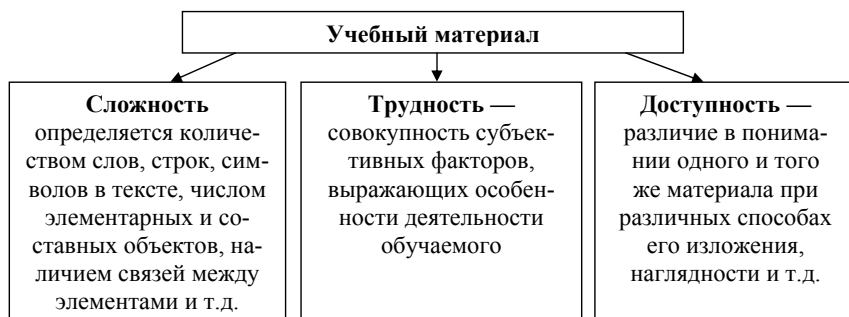 Учебный материал
Сложность
определяется количе-
ством слов, строк, сим-
волов в тексте, числом
элементарных и со-
ставных объектов, на-
личием связей между
элементами и т.д.
Трудность —
совокупность субъек-
тивных факторов,
выражающих особен-
ности деятельности
обучаемого
Доступность —
различие в понима-
нии одного и того
же материала при
различных способах
его изложения,
наглядности и т.д.